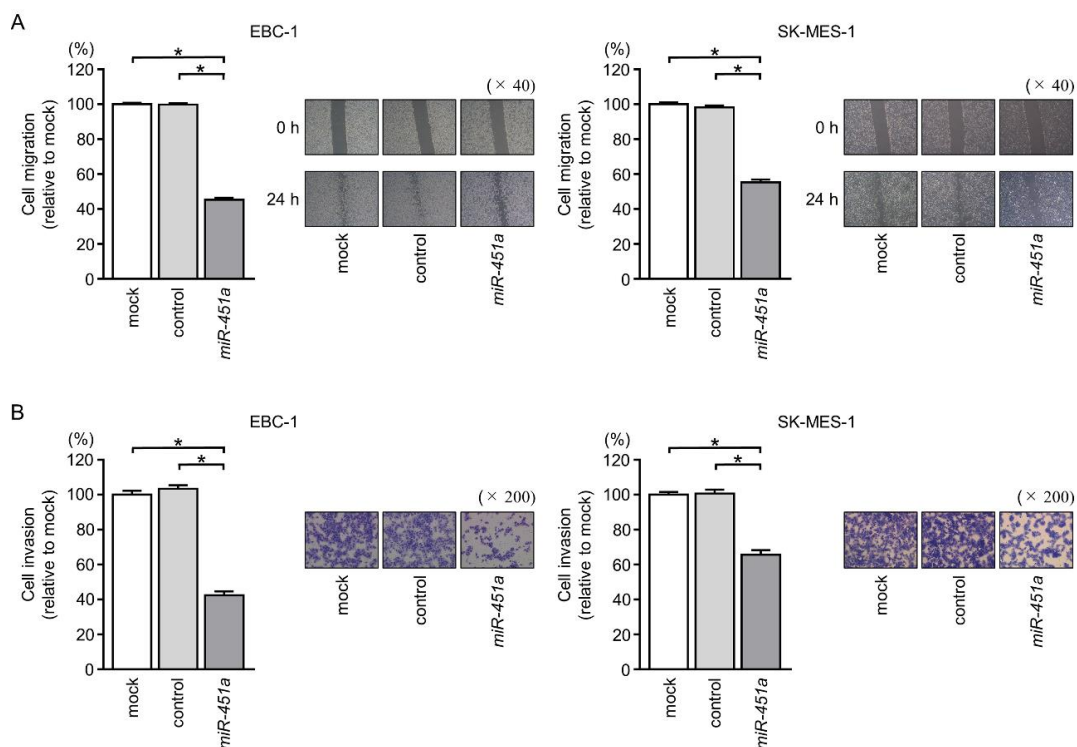 A
EBC-1
(%)
*
*
120
100
80
60
40
20
0
Cell migration
(relative to mock)
mock
control
miR-451a
(× 40)
0 h
24 h
mock
control
miR-451a
SK-MES-1
(%)
*
*
120
100
80
60
40
20
0
Cell migration
(relative to mock)
mock
control
miR-451a
(× 40)
0 h
24 h
mock
control
miR-451a
B
EBC-1
(%)
*
*
120
100
80
60
40
20
0
Cell invasion
(relative to mock)
mock
control
miR-451a
(× 200)
mock
control
miR-451a
SK-MES-1
(%)
*
*
120
100
80
60
40
20
0
Cell invasion
(relative to mock)
mock
control
miR-451a
(× 200)
mock
control
miR-451a